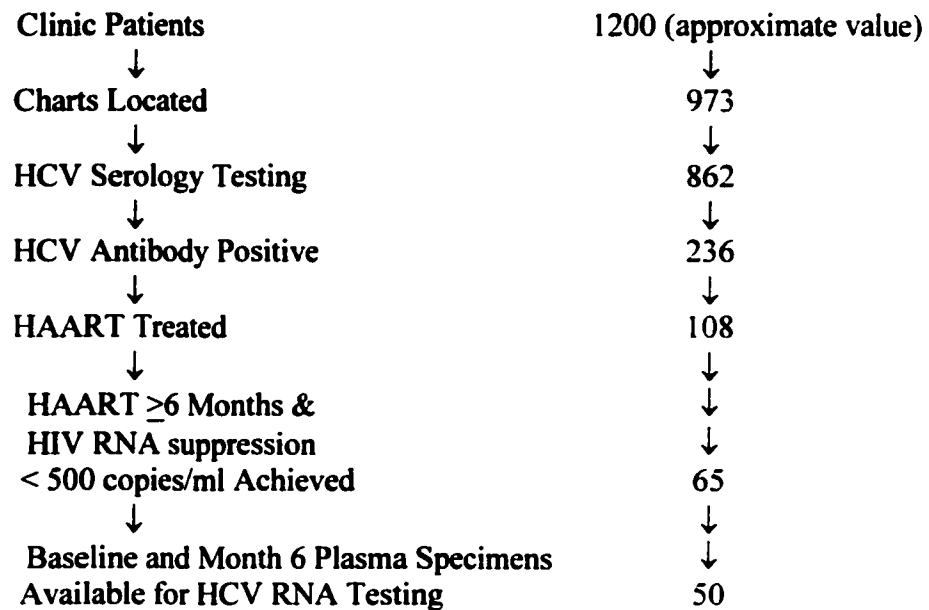 Clinic Patients 1200 (approximate value)
↓ ↓
Charts Located 973
↓ ↓
HCV Serology Testing 862
↓ ↓
HCV Antibody Positive 236
↓ ↓
HAART Treated 108
↓ ↓
HAART ≥6 Months & ↓
HIV RNA suppression ↓
< 500 copies/ml Achieved 65
↓ ↓
Baseline and Month 6 Plasma Specimens ↓
Available for HCV RNA Testing 50